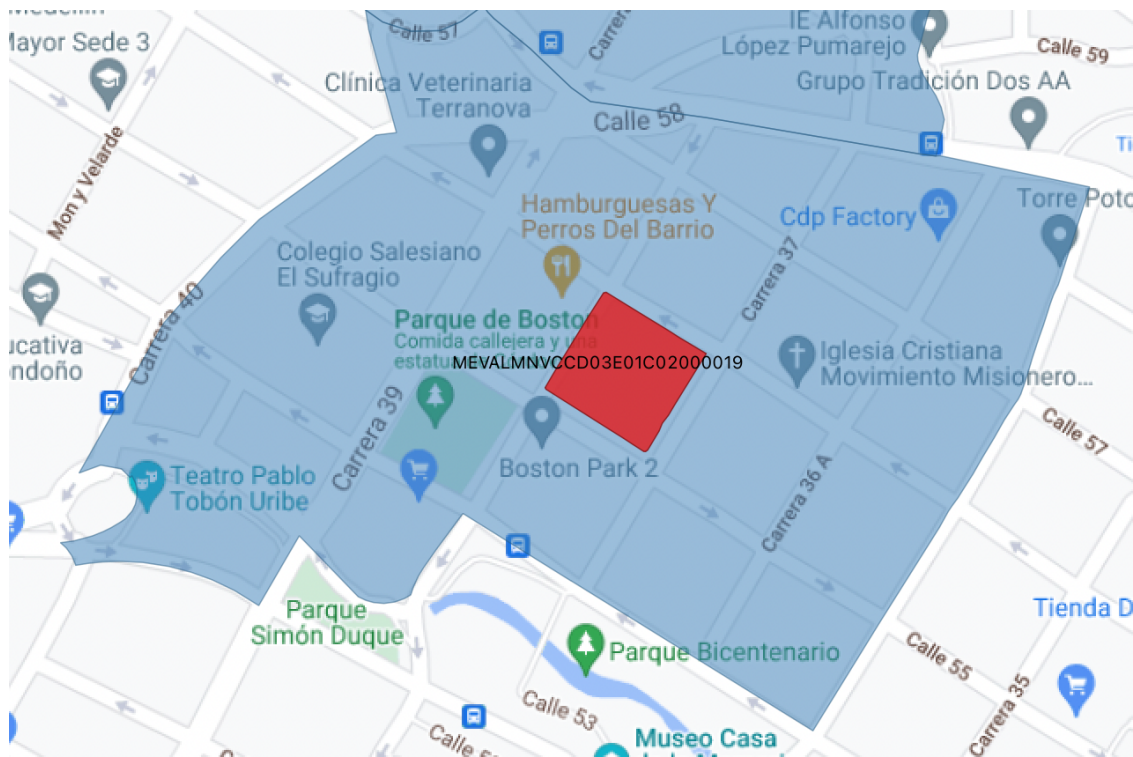 Medellín
Mayor Sede 3
Calle 57
IE Alfonso
López Pumarejo
Calle 59
Clínica Veterinaria
Terranova
Grupo Tradición Dos AA
Calle 58
Mon y Velarde
Hamburguesas Y
Perros Del Barrio
Cdp Factory
Torre Poto
Colegio Salesiano
El Sufragio
Carrera 37
Carrera 40
Parque de Boston
Comida callejera y una
ucativa
ondoño
MEVALMNVCCD03E01C02000019
Iglesia Cristiana
Movimiento Misionero...
Carrera 39
Calle 57
Boston Park 2
Teatro Pablo
Tobón Uribe
Carrera 36 A
Parque
Simón Duque
Tienda D
Parque Bicentenario
Calle 55
Calle 53
Carrera 35
Museo Casa